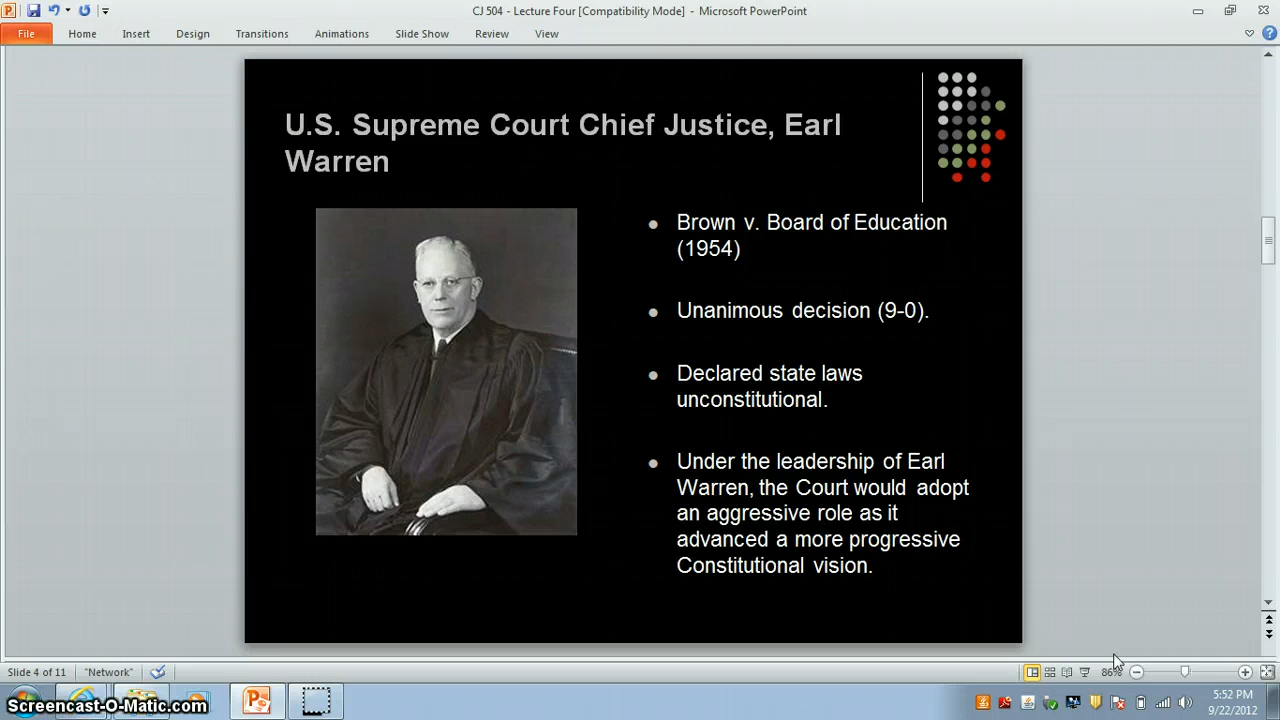 CJ 504 - Lecture Four [Compatibility Mode] - Microsoft PowerPoint
File Home Insert Design Transitions Animations Slide Show Review View
U.S. Supreme Court Chief Justice, Earl
Warren
Brown v. Board of Education
(1954)
Unanimous decision (9-0).
Declared state laws
unconstitutional.
Under the leadership of Earl
Warren, the Court would adopt
an aggressive role as it
advanced a more progressive
Constitutional vision.
Slide 4 of 11 "Network" 86%
Screencast-O-Matic.com
5:52 PM
9/22/2012